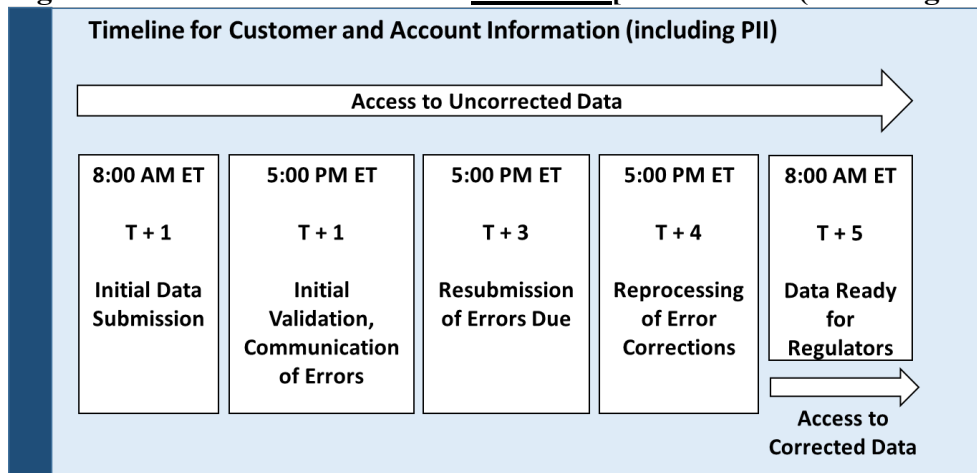 Timeline for Customer and Account Information (including PII)
Access to Uncorrected Data
8:00 AM ET
T + 1
Initial Data
Submission
5:00 PM ET
T + 1
Initial
Validation,
Communication
of Errors
5:00 PM ET
T + 3
Resubmission
of Errors Due
5:00 PM ET
T + 4
Reprocessing
of Error
Corrections
8:00 AM ET
T + 5
Data Ready
for
Regulators
Access to
Corrected Data